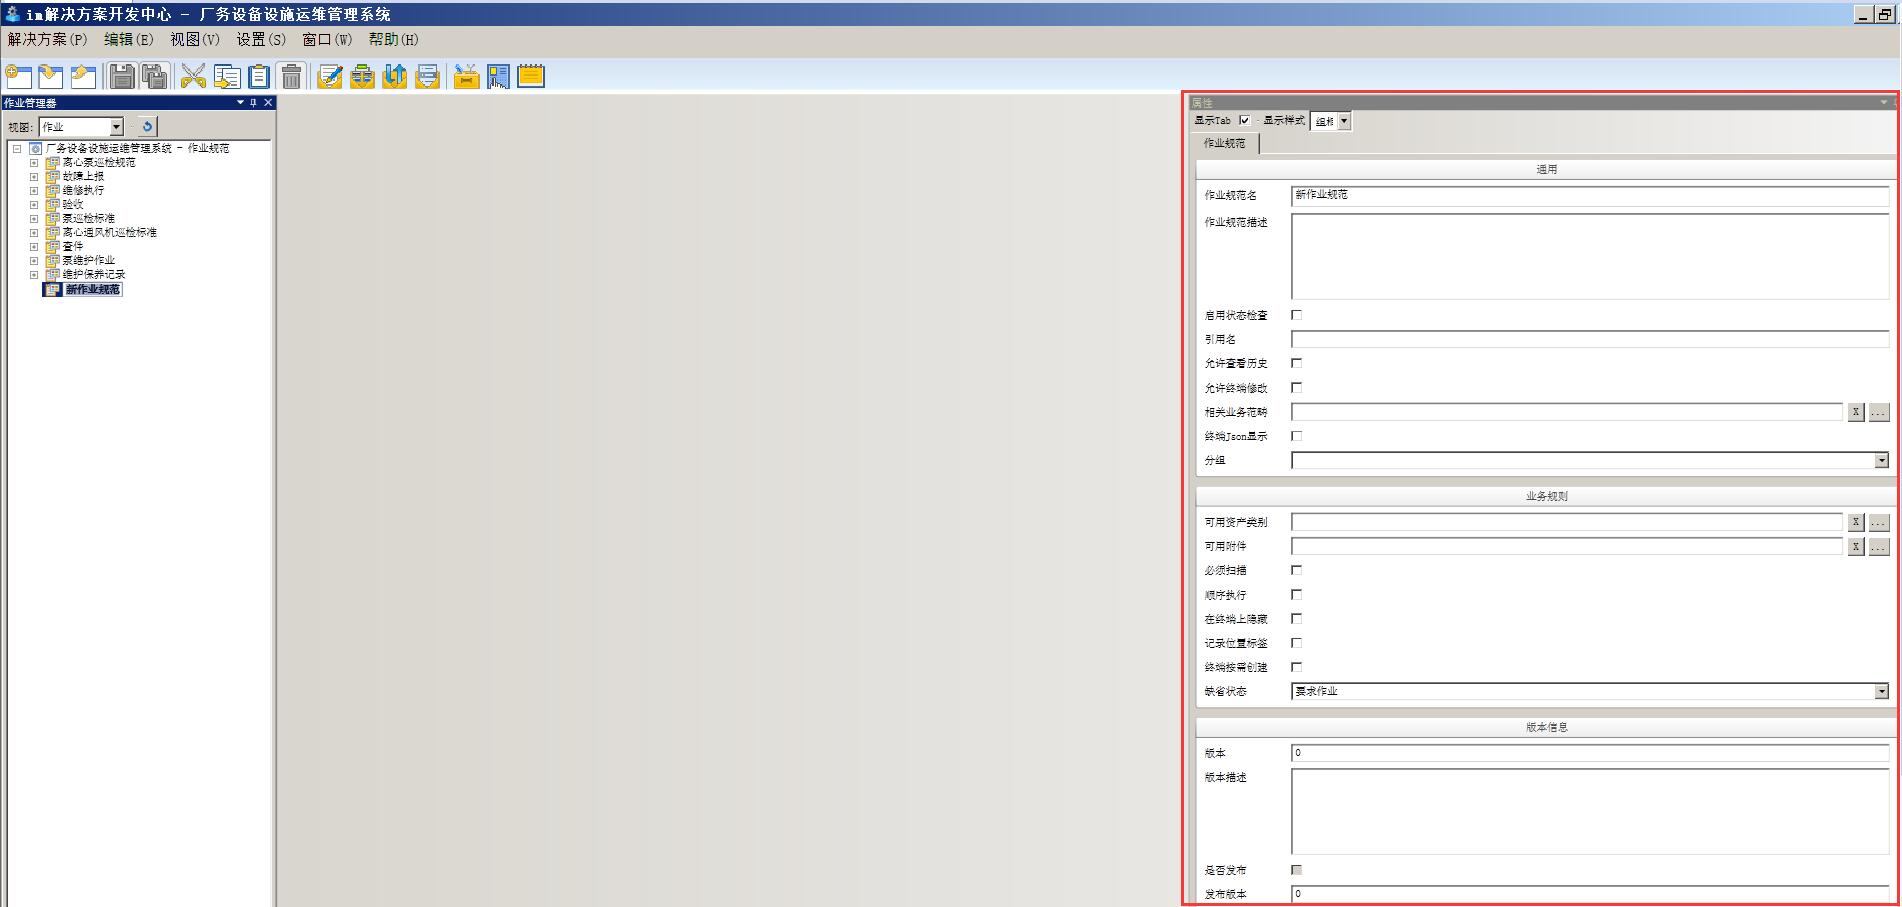 im解决方案开发中心 - 厂务设备设施运维管理系统
解决方案(P) 编辑(E) 视图(V) 设置(S) 窗口(W) 帮助(H)
作业管理器
视图: 作业
厂务设备设施运维管理系统 - 作业规范
离心泵巡检规范
故障上报
维修执行
验收
泵巡检标准
离心通风机巡检标准
查件
泵维护作业
维护保养记录
新作业规范
属性
显示Tab 显示样式
作业规范
通用
作业规范名 新作业规范
作业规范描述
启用状态检查
引用名
允许查看历史
允许终端修改
相关业务范畴 X ...
终端Json显示
分组
业务规则
可用资产类别 X ...
可用附件 X ...
必须扫描
顺序执行
在终端上隐藏
记录位置标签
终端按需创建
缺省状态 要求作业
版本信息
版本 0
版本描述
是否发布
发布版本 0